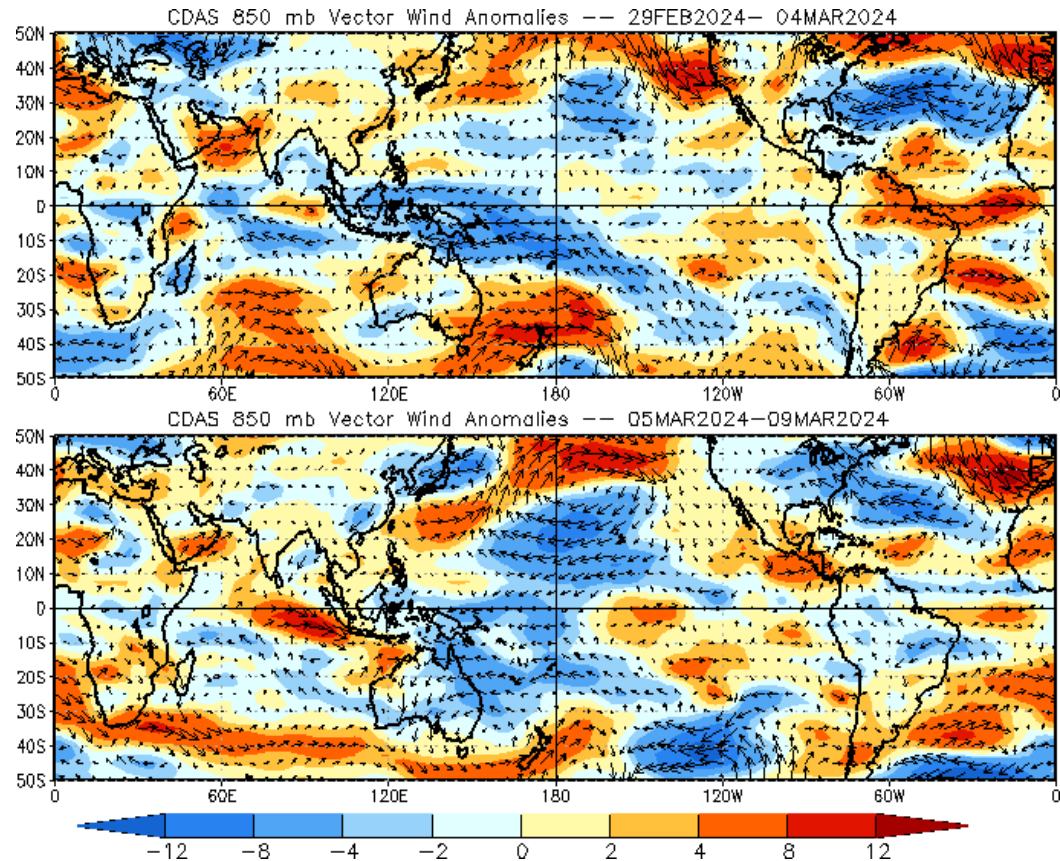 CDAS 850 mb Vector Wind Anomalies -- 29FEB2024- 04MAR2024
50N
40N
30N
20N
10N
0
10S
20S
30S
40S
50S
0 60E 120E 180 120W 60W 0
CDAS 850 mb Vector Wind Anomalies -- 05MAR2024-09MAR2024
50N
40N
30N
20N
10N
0
10S
20S
30S
40S
50S
0 60E 120E 180 120W 60W 0
-12 -8 -4 -2 0 2 4 8 12